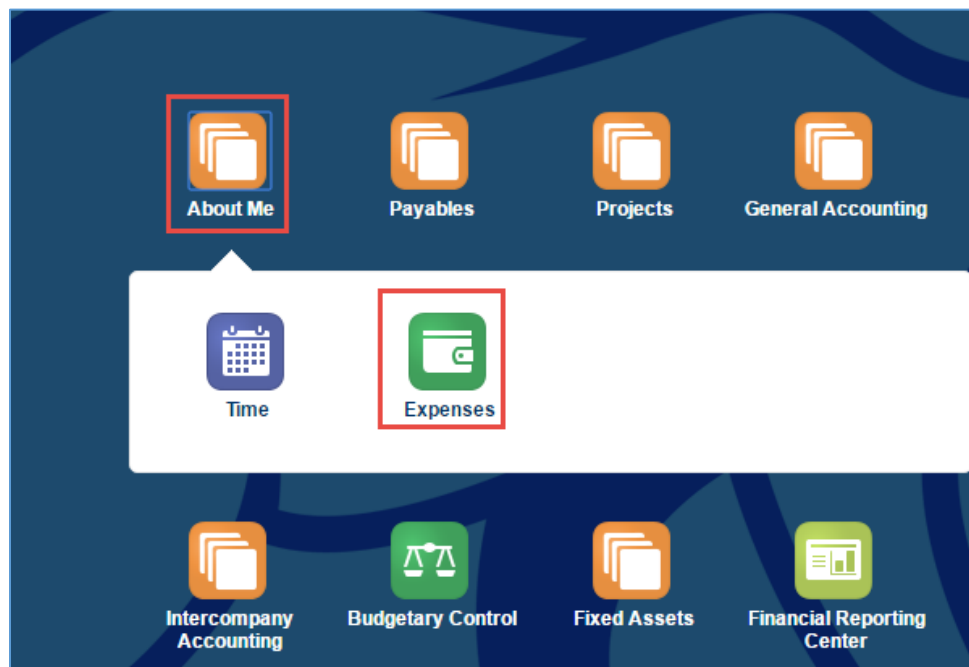 About Me
Payables
Projects
General Accounting
Time
Expenses
Intercompany
Accounting
Budgetary Control
Fixed Assets
Financial Reporting
Center